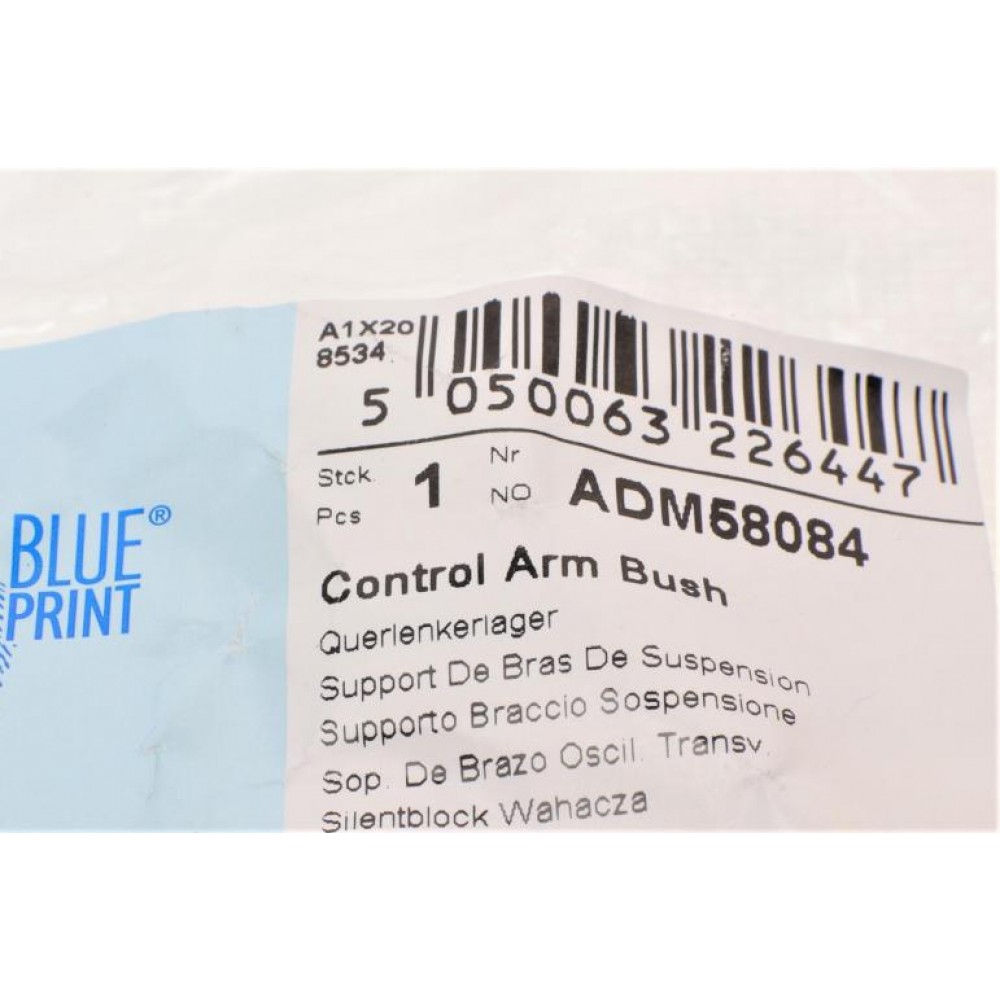 A1X20
8534
5 050063 226447
Stck.
Pcs
1
Nr
NO
ADM58084
BLUE®
PRINT
Control Arm Bush
Querlenkerlager
Support De Bras De Suspension
Supporto Braccio Sospensione
Sop. De Brazo Oscil. Transv.
Silentblock Wahacza